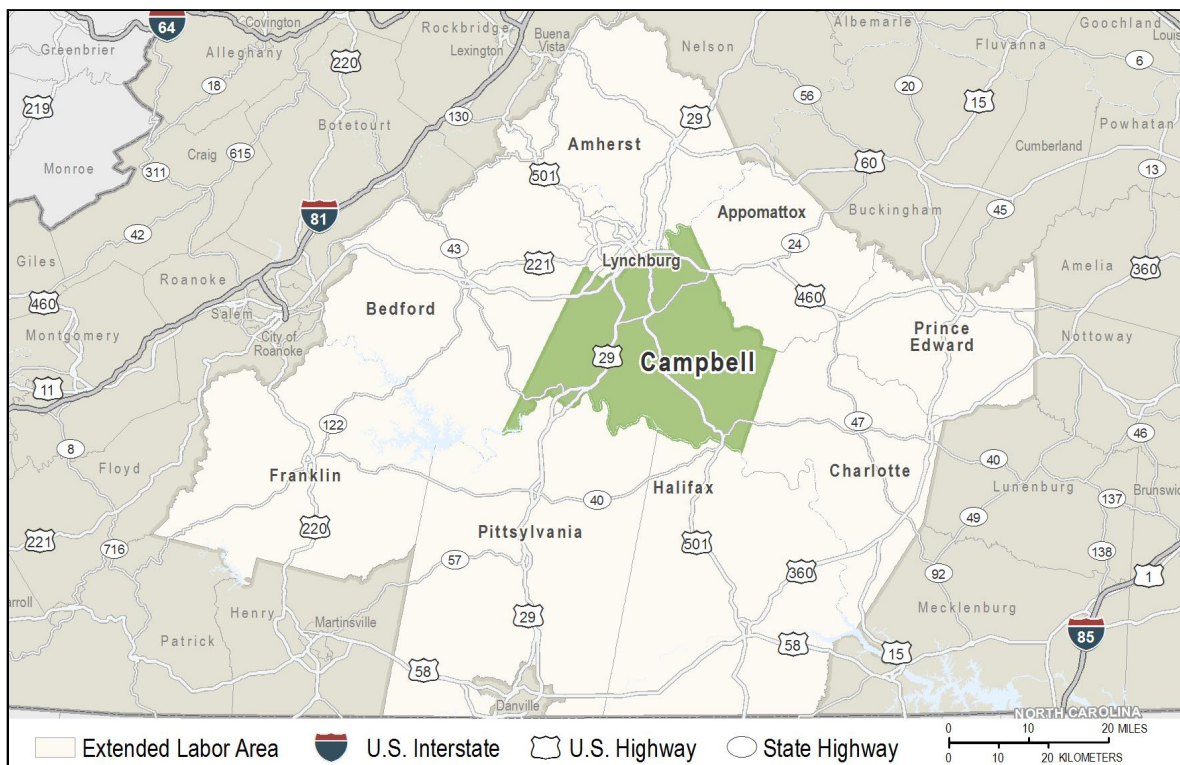 64
Covington
Rockbridge
Albemarle
Goochland
Greenbrier
Alleghany
Lexington
Buena
Vista
Nelson
Fluvanna
Louis
220
6
18
20
219
56
15
29
Botetourt
130
Powhatan
Amherst
Craig
615
Cumberland
Monroe
311
501
60
13
81
Appomattox
Buckingham
45
42
43
24
Giles
221
Lynchburg
Amelia
360
Roanoke
460
460
Salem
Bedford
Montgomery
City of
Roanoke
Prince
Edward
Nottoway
29
Campbell
11
122
47
46
8
Floyd
Franklin
Charlotte
40
Halifax
Lunenburg
40
137
Brunswic
220
Pittsylvania
49
221
716
501
138
57
360
92
1
arroll
Henry
29
Mecklenburg
Martinsville
Patrick
85
58
58
15
Danville
NORTH CAROLINA
Extended Labor Area
U.S. Interstate
U.S. Highway
State Highway
0 10 20 MILES
0 10 20 KILOMETERS